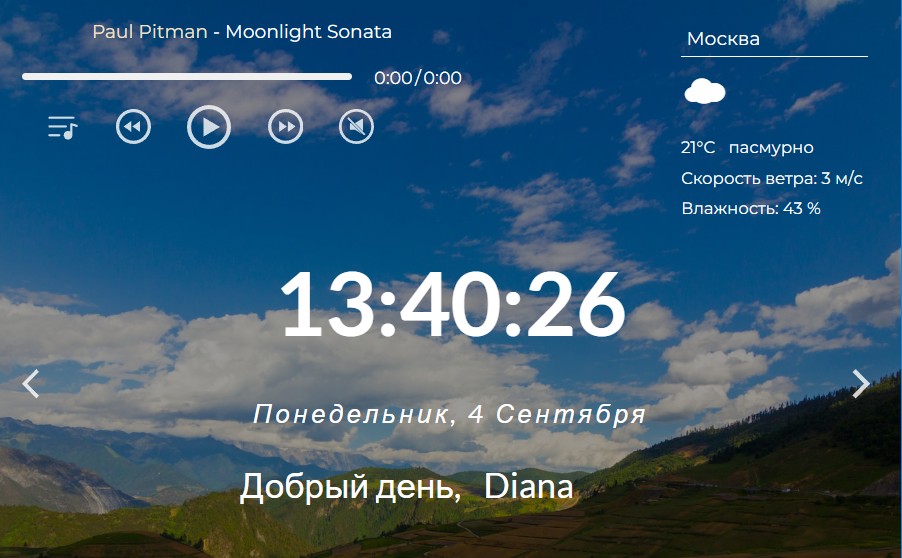 Paul Pitman - Moonlight Sonata
0:00/0:00
Москва
21°C пасмурно
Скорость ветра: 3 м/с
Влажность: 43 %
13:40:26
Понедельник, 4 Сентября
Добрый день, Diana